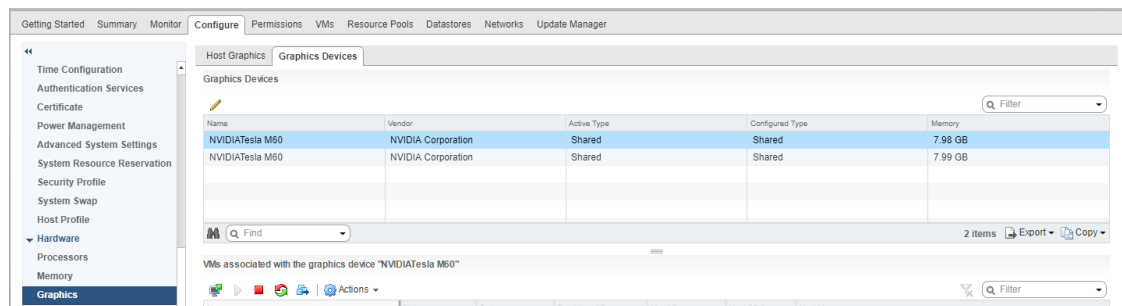 Getting Started Summary Monitor Configure Permissions VMs Resource Pools Datastores Networks Update Manager
Time Configuration
Authentication Services
Certificate
Power Management
Advanced System Settings
System Resource Reservation
Security Profile
System Swap
Host Profile
Hardware
Processors
Memory
Graphics
Host Graphics Graphics Devices
Graphics Devices
Filter
Name Vendor Active Type Configured Type Memory
NVIDIATesla M60 NVIDIA Corporation Shared Shared 7.98 GB
NVIDIATesla M60 NVIDIA Corporation Shared Shared 7.99 GB
Find 2 items Export Copy
VMs associated with the graphics device "NVIDIATesla M60"
Actions Filter